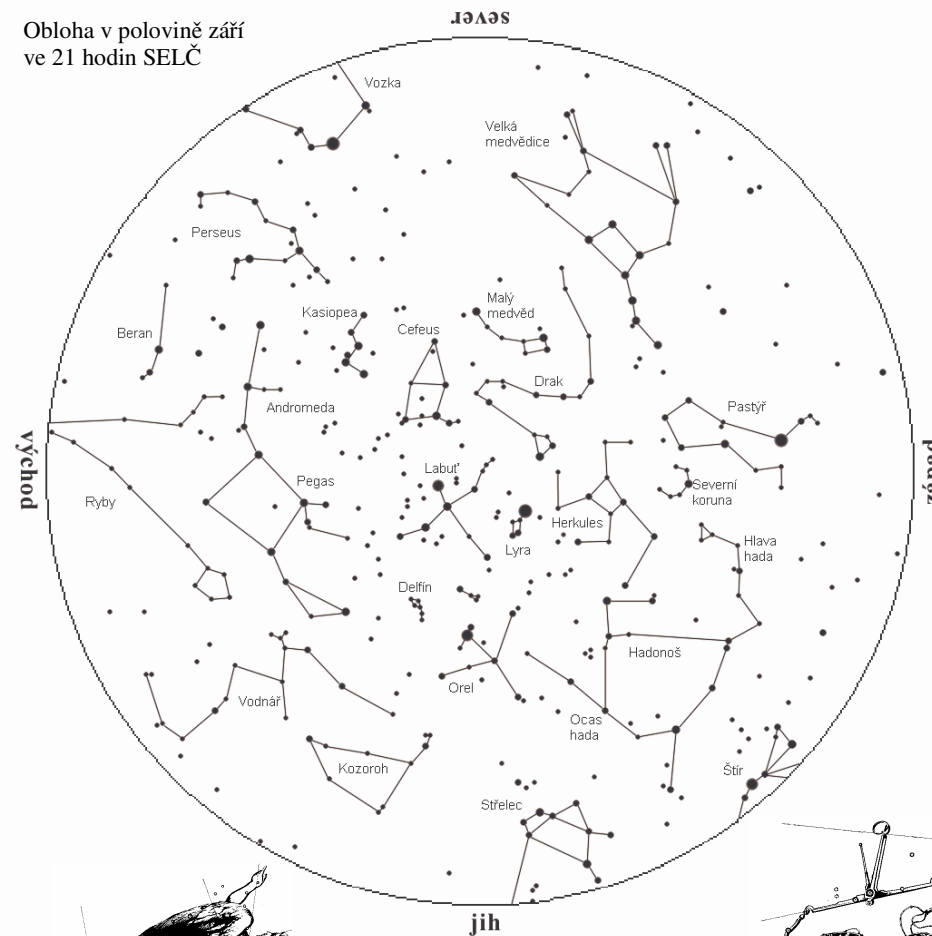 Obloha v polovině září
ve 21 hodin SELČ
sever
Vozka
Velká
medvědice
Perseus
Kasiopea
Malý
medvěd
Beran
Cefeus
Drak
Andromeda
Pastýř
východ
Labuť
Pegas
Severní
koruna
Ryby
Herkules
Lyra
Hlava
hada
Delfín
Hadonoš
Orel
Vodnář
Ocas
hada
Kozoroh
Štír
Střelec
jih